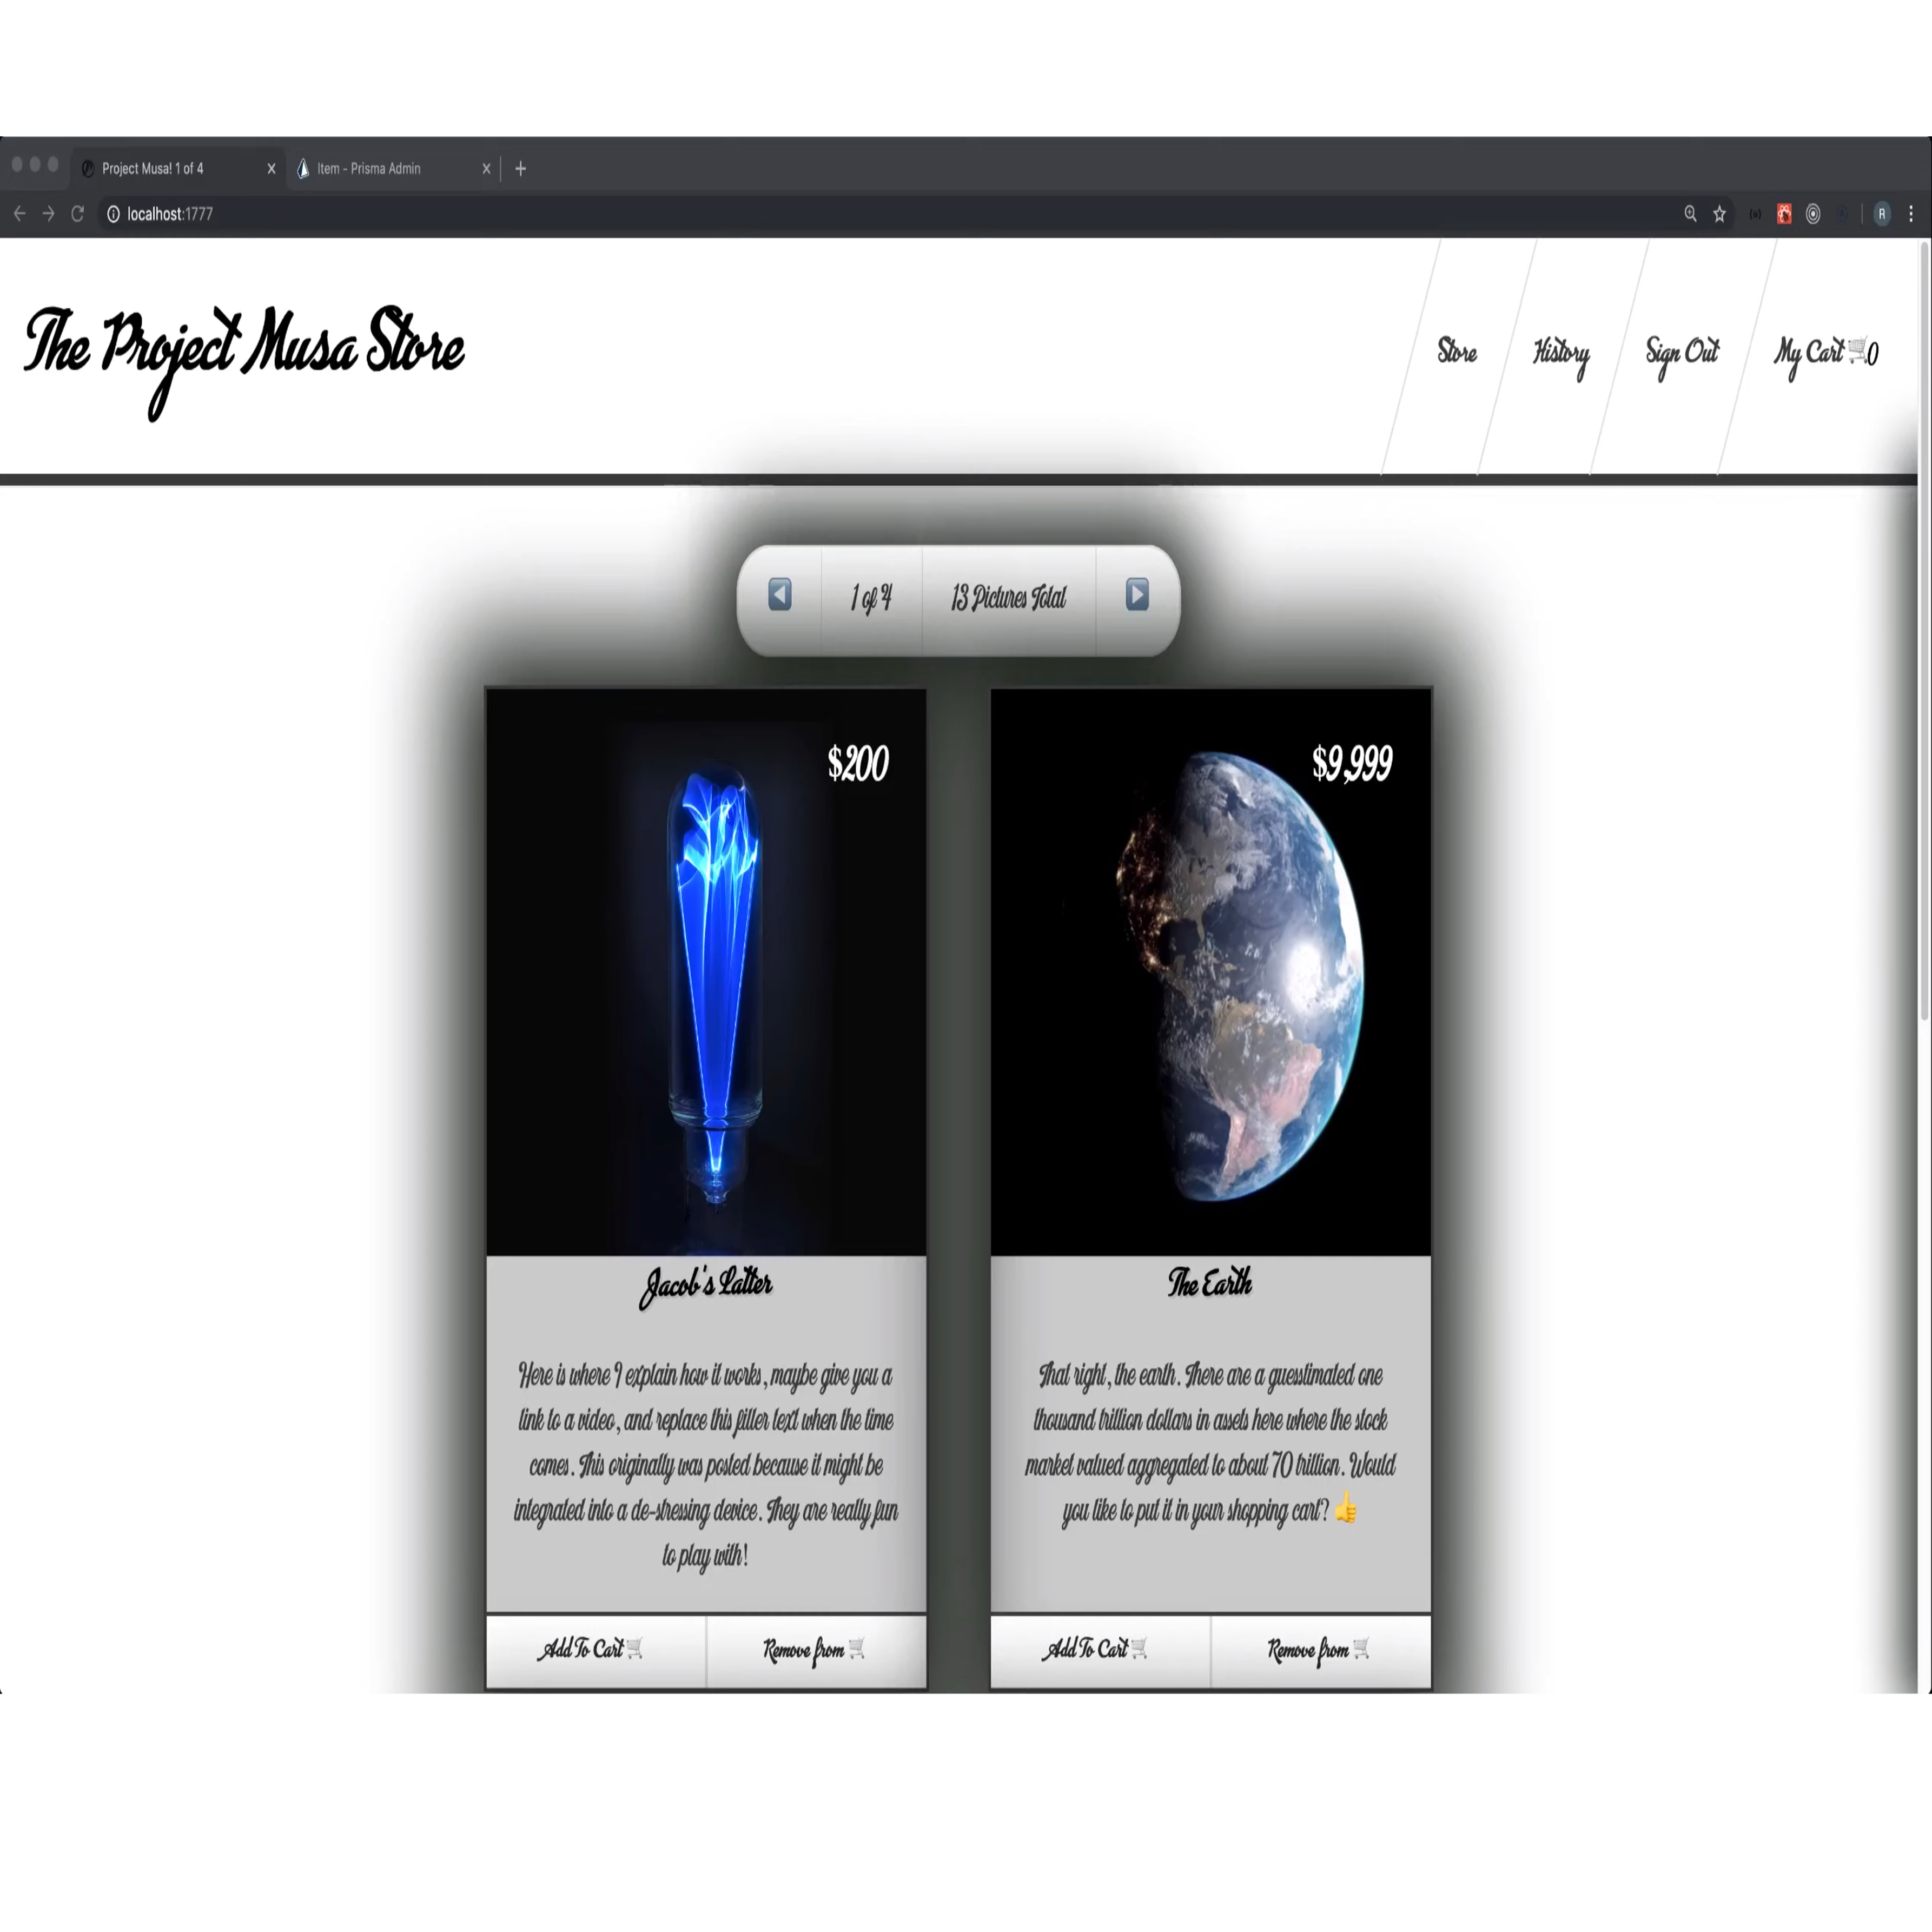 Project Musa! 1 of 4
Item - Prisma Admin
localhost:1777
R
The Project Musa Store
Store
History
Sign Out
My Cart 🛒0
1 of 4
13 Pictures Total
$200
$9,999
Jacob's Latter
Here is where I explain how it works, maybe give you a
link to a video, and replace this filler text when the time
comes. This originally was posted because it might be
integrated into a de-stressing device. They are really fun
to play with!
Add To Cart 🛒
Remove from 🛒
The Earth
That right, the earth. There are a guesstimated one
thousand trillion dollars in assets here where the stock
market valued aggregated to about 70 trillion. Would
you like to put it in your shopping cart? 👍
Add To Cart 🛒
Remove from 🛒